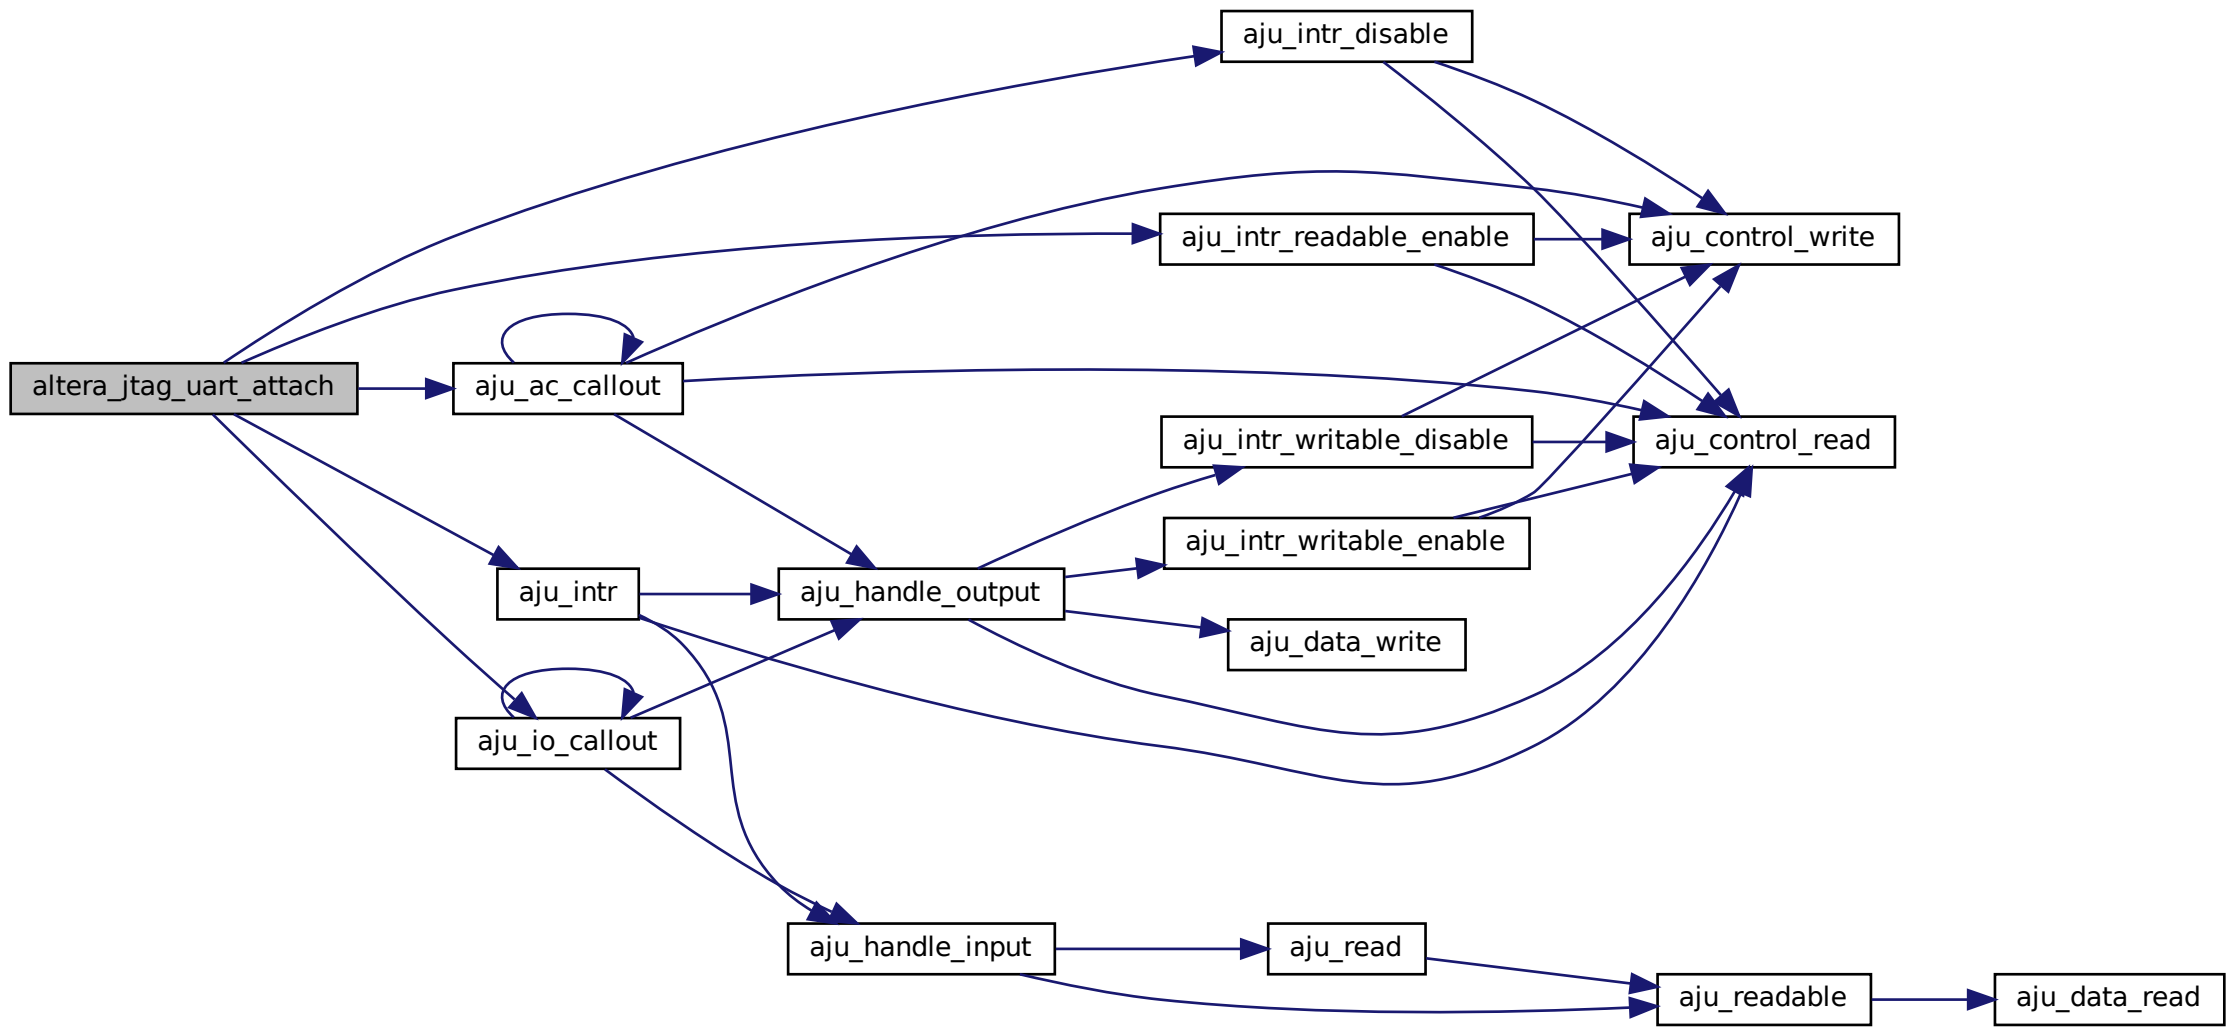 aju_intr_disable
aju_intr_readable_enable
aju_control_write
altera_jtag_uart_attach
aju_ac_callout
aju_intr_writable_disable
aju_control_read
aju_intr_writable_enable
aju_intr
aju_handle_output
aju_data_write
aju_io_callout
aju_handle_input
aju_read
aju_readable
aju_data_read